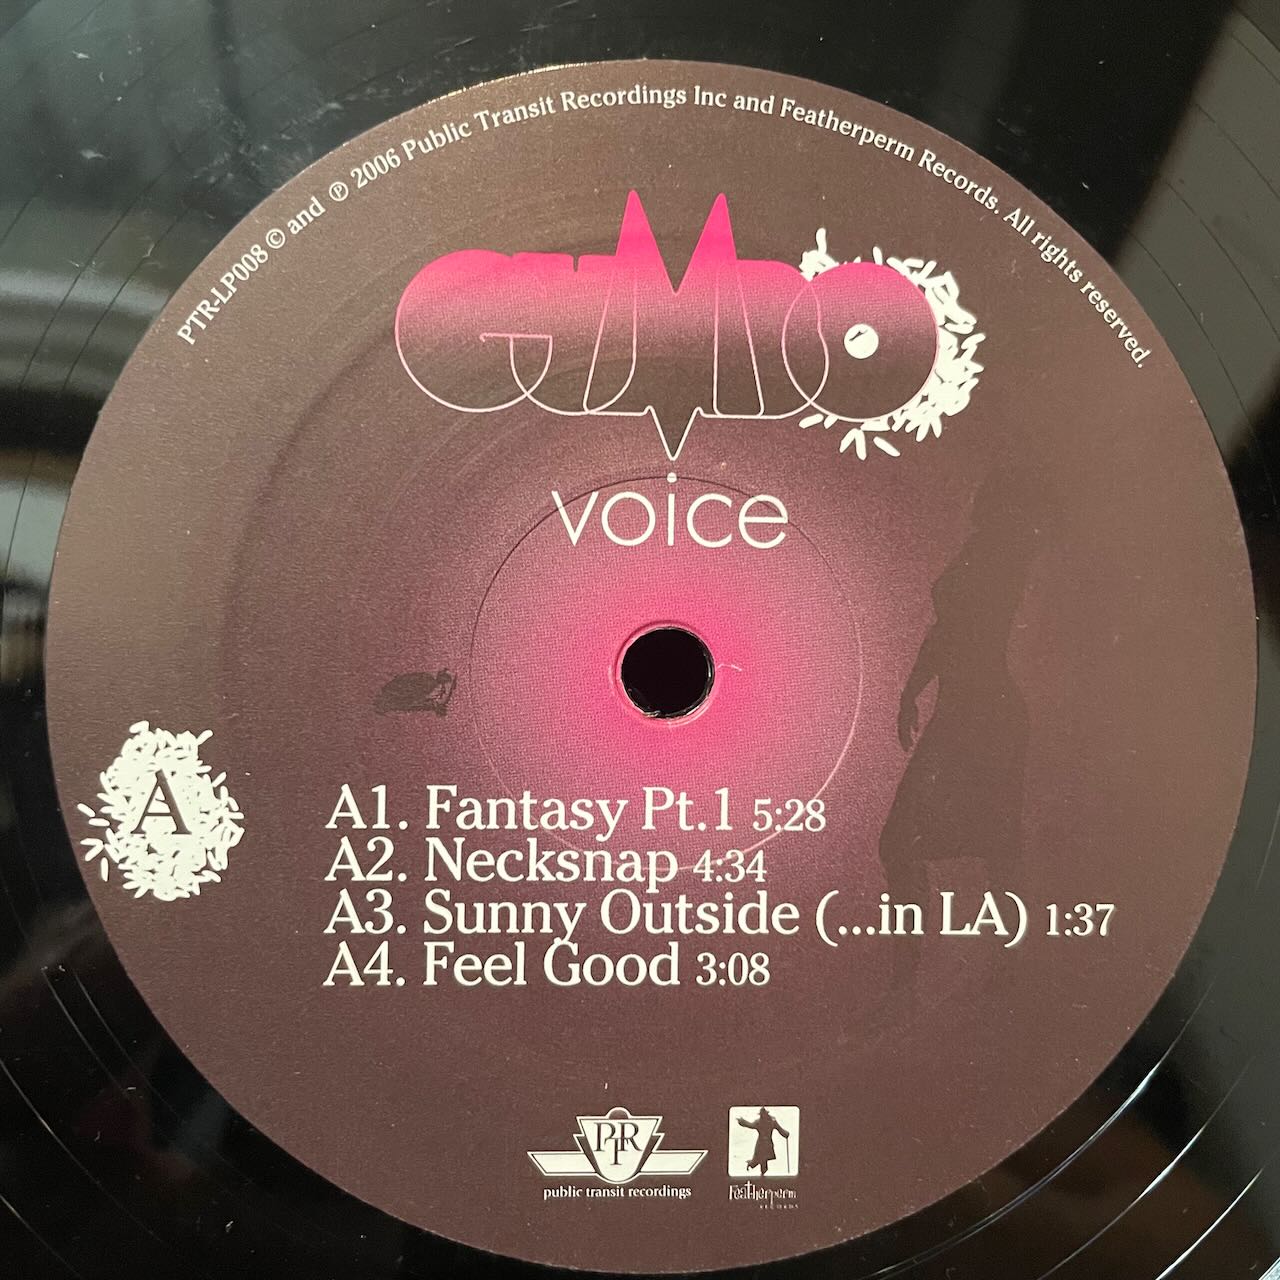 PTR-LP008 © and ℗ 2006 Public Transit Recordings Inc and Featherperm Records. All rights reserved.
GUMBO
voice
A
A1. Fantasy Pt.1 5:28
A2. Necksnap 4:34
A3. Sunny Outside (...in LA) 1:37
A4. Feel Good 3:08
PTR
public transit recordings
Featherperm
RECORDS